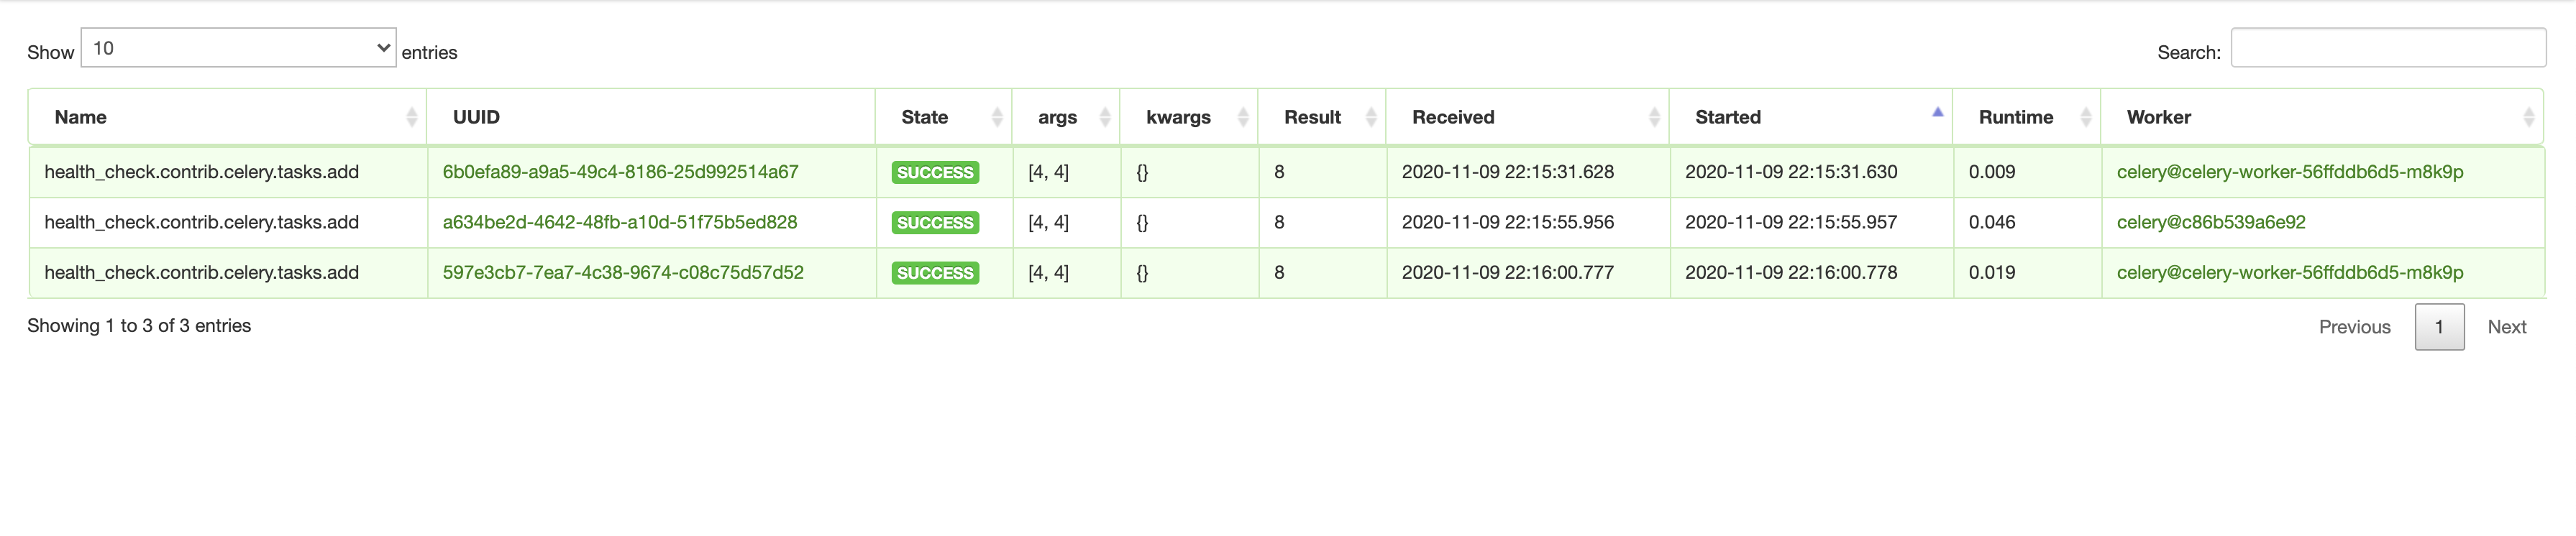 Show 10 entries Search:
Name UUID State args kwargs Result Received Started Runtime Worker
health_check.contrib.celery.tasks.add 6b0efa89-a9a5-49c4-8186-25d992514a67 SUCCESS [4, 4] {} 8 2020-11-09 22:15:31.628 2020-11-09 22:15:31.630 0.009 celery@celery-worker-56ffddb6d5-m8k9p
health_check.contrib.celery.tasks.add a634be2d-4642-48fb-a10d-51f75b5ed828 SUCCESS [4, 4] {} 8 2020-11-09 22:15:55.956 2020-11-09 22:15:55.957 0.046 celery@c86b539a6e92
health_check.contrib.celery.tasks.add 597e3cb7-7ea7-4c38-9674-c08c75d57d52 SUCCESS [4, 4] {} 8 2020-11-09 22:16:00.777 2020-11-09 22:16:00.778 0.019 celery@celery-worker-56ffddb6d5-m8k9p
Showing 1 to 3 of 3 entries Previous 1 Next